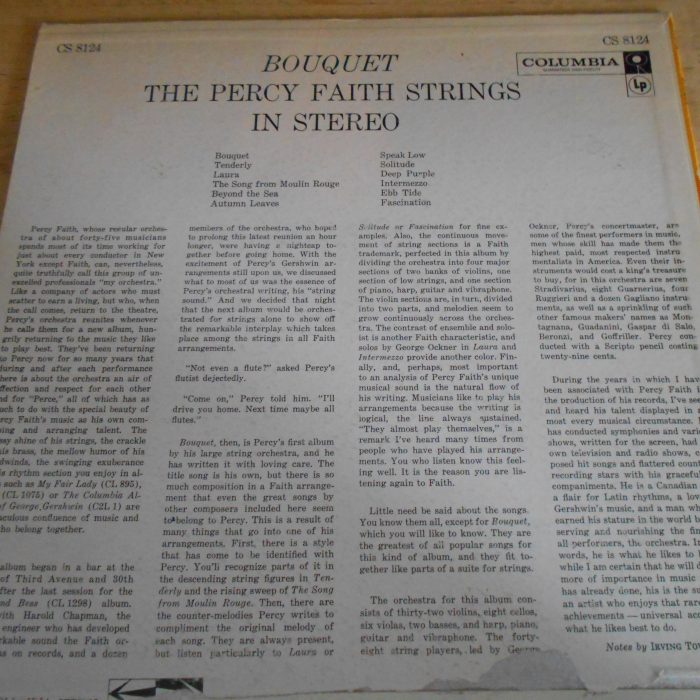 CS 8124
CS 8124
BOUQUET
THE PERCY FAITH STRINGS
IN STEREO
COLUMBIA
Lp
Bouquet
Tenderly
Laura
The Song from Moulin Rouge
Beyond the Sea
Autumn Leaves
Speak Low
Solitude
Deep Purple
Intermezzo
Ebb Tide
Fascination
Percy Faith, whose regular orches-
tra of about forty-five musicians
spends most of its time working for
just about every conductor in New
York except Faith, can, nevertheless,
quite truthfully call this group of un-
excelled professionals "my orchestra."
Like a company of actors who must
scatter to earn a living, but who, when
the call comes, return to the theatre,
Percy's orchestra reunites whenever
he calls them for a new album, hun-
grily returning to the music they like
to play best. They've been returning
to Percy now for so many years that
during and after each performance
there is about the orchestra an air of
ffection and respect for each other
nd for "Perce," all of which has as
uch to do with the special beauty of
ercy Faith's music as his own com-
sing and arranging talent. The
sy shine of his strings, the crackle
is brass, the mellow humor of his
dwinds, the swinging exuberance
is rhythm section you enjoy in al-
such as My Fair Lady (CL 895),
(CL 1075) or The Columbia Al-
of George Gershwin (C2L 1) are
aculous confluence of music and
ho belong together.
album began in a bar at the
of Third Avenue and 30th
fter the last session for the
nd Bess (CL 1298) album.
with Harold Chapman, the
engineer who has developed
rkable sound the Faith or-
as on records, and a dozen
members of the orchestra, who hoped
to prolong this latest reunion an hour
longer, were having a nightcap to-
gether before going home. With the
excitement of Percy's Gershwin ar-
rangements still upon us, we discussed
what to most of us was the essence of
Percy's orchestral writing, his "string
sound." And we decided that night
that the next album would be orches-
trated for strings alone to show off
the remarkable interplay which takes
place among the strings in all Faith
arrangements.
"Not even a flute?" asked Percy's
flutist dejectedly.
"Come on," Percy told him. "I'll
drive you home. Next time maybe all
flutes."
Bouquet, then, is Percy's first album
by his large string orchestra, and he
has written it with loving care. The
title song is his own, but there is so
much composition in a Faith arrange-
ment that even the great songs by
other composers included here seem
to belong to Percy. This is a result of
many things that go into one of his
arrangements. First, there is a style
that has come to be identified with
Percy. You'll recognize parts of it in
the descending string figures in Ten-
derly and the rising sweep of The Song
from Moulin Rouge. Then, there are
the counter-melodies Percy writes to
compliment the original melody of
each song. They are always present,
but listen particularly to Laura or
Solitude or Fascination for fine ex-
amples. Also, the continuous move-
ment of string sections is a Faith
trademark, perfected in this album by
dividing the orchestra into four major
sections of two banks of violins, one
section of low strings, and one section
of piano, harp, guitar and vibraphone.
The violin sections are, in turn, divided
into two parts, and melodies seem to
grow continuously across the orches-
tra. The contrast of ensemble and solo-
ist is another Faith characteristic, and
solos by George Ockner in Laura and
Intermezzo provide another color. Fin-
ally, and, perhaps, most important
to an analysis of Percy Faith's unique
musical sound is the natural flow of
his writing. Musicians like to play his
arrangements because the writing is
logical, the line always sustained.
"They almost play themselves," is a
remark I've heard many times from
people who have played his arrange-
ments. You who listen know this feel-
ing well. It is the reason you are lis-
tening again to Faith.
Little need be said about the songs.
You know them all, except for Bouquet,
which you will like to know. They are
the greatest of all popular songs for
this kind of album, and they fit to-
gether like parts of a suite for strings.
The orchestra for this album con-
sists of thirty-two violins, eight cellos,
six violas, two basses, and harp, piano,
guitar and vibraphone. The forty-
eight string players, led by George
Ockner, Percy's concertmaster, are
some of the finest performers in music,
men whose skill has made them the
highest paid, most respected instru-
mentalists in America. Even their in-
struments would cost a king's treasure
to buy, for in this orchestra are seven
Stradivarius, eight Guarnerius, four
Ruggieri and a dozen Gagliano instru-
ments, as well as a sprinkling of such
other famous makers' names as Mon-
tagnana, Guadanini, Gaspar di Salo,
Beronzi, and Goffriller. Percy con-
ducted with a Scripto pencil costing
twenty-nine cents.
During the years in which I have
been associated with Percy Faith i
the production of his records, I've see
and heard his talent displayed in
most every musical circumstance.
has conducted symphonies and vari
shows, written for the screen, had
own television and radio shows, c
posed hit songs and flattered count
recording stars with his graceful
companiments. He is a Canadian
a flair for Latin rhythms, a lov
Gershwin's music, and a man wh
earned his stature in the world
serving and nourishing the fin
all performers, the orchestra. In
words, he is what he likes to b
while I am certain that he will d
more of importance in music
has already done, his is the su
an artist who enjoys that rare
achievements — universal acc
what he likes best to do.
Notes by IRVING TOW